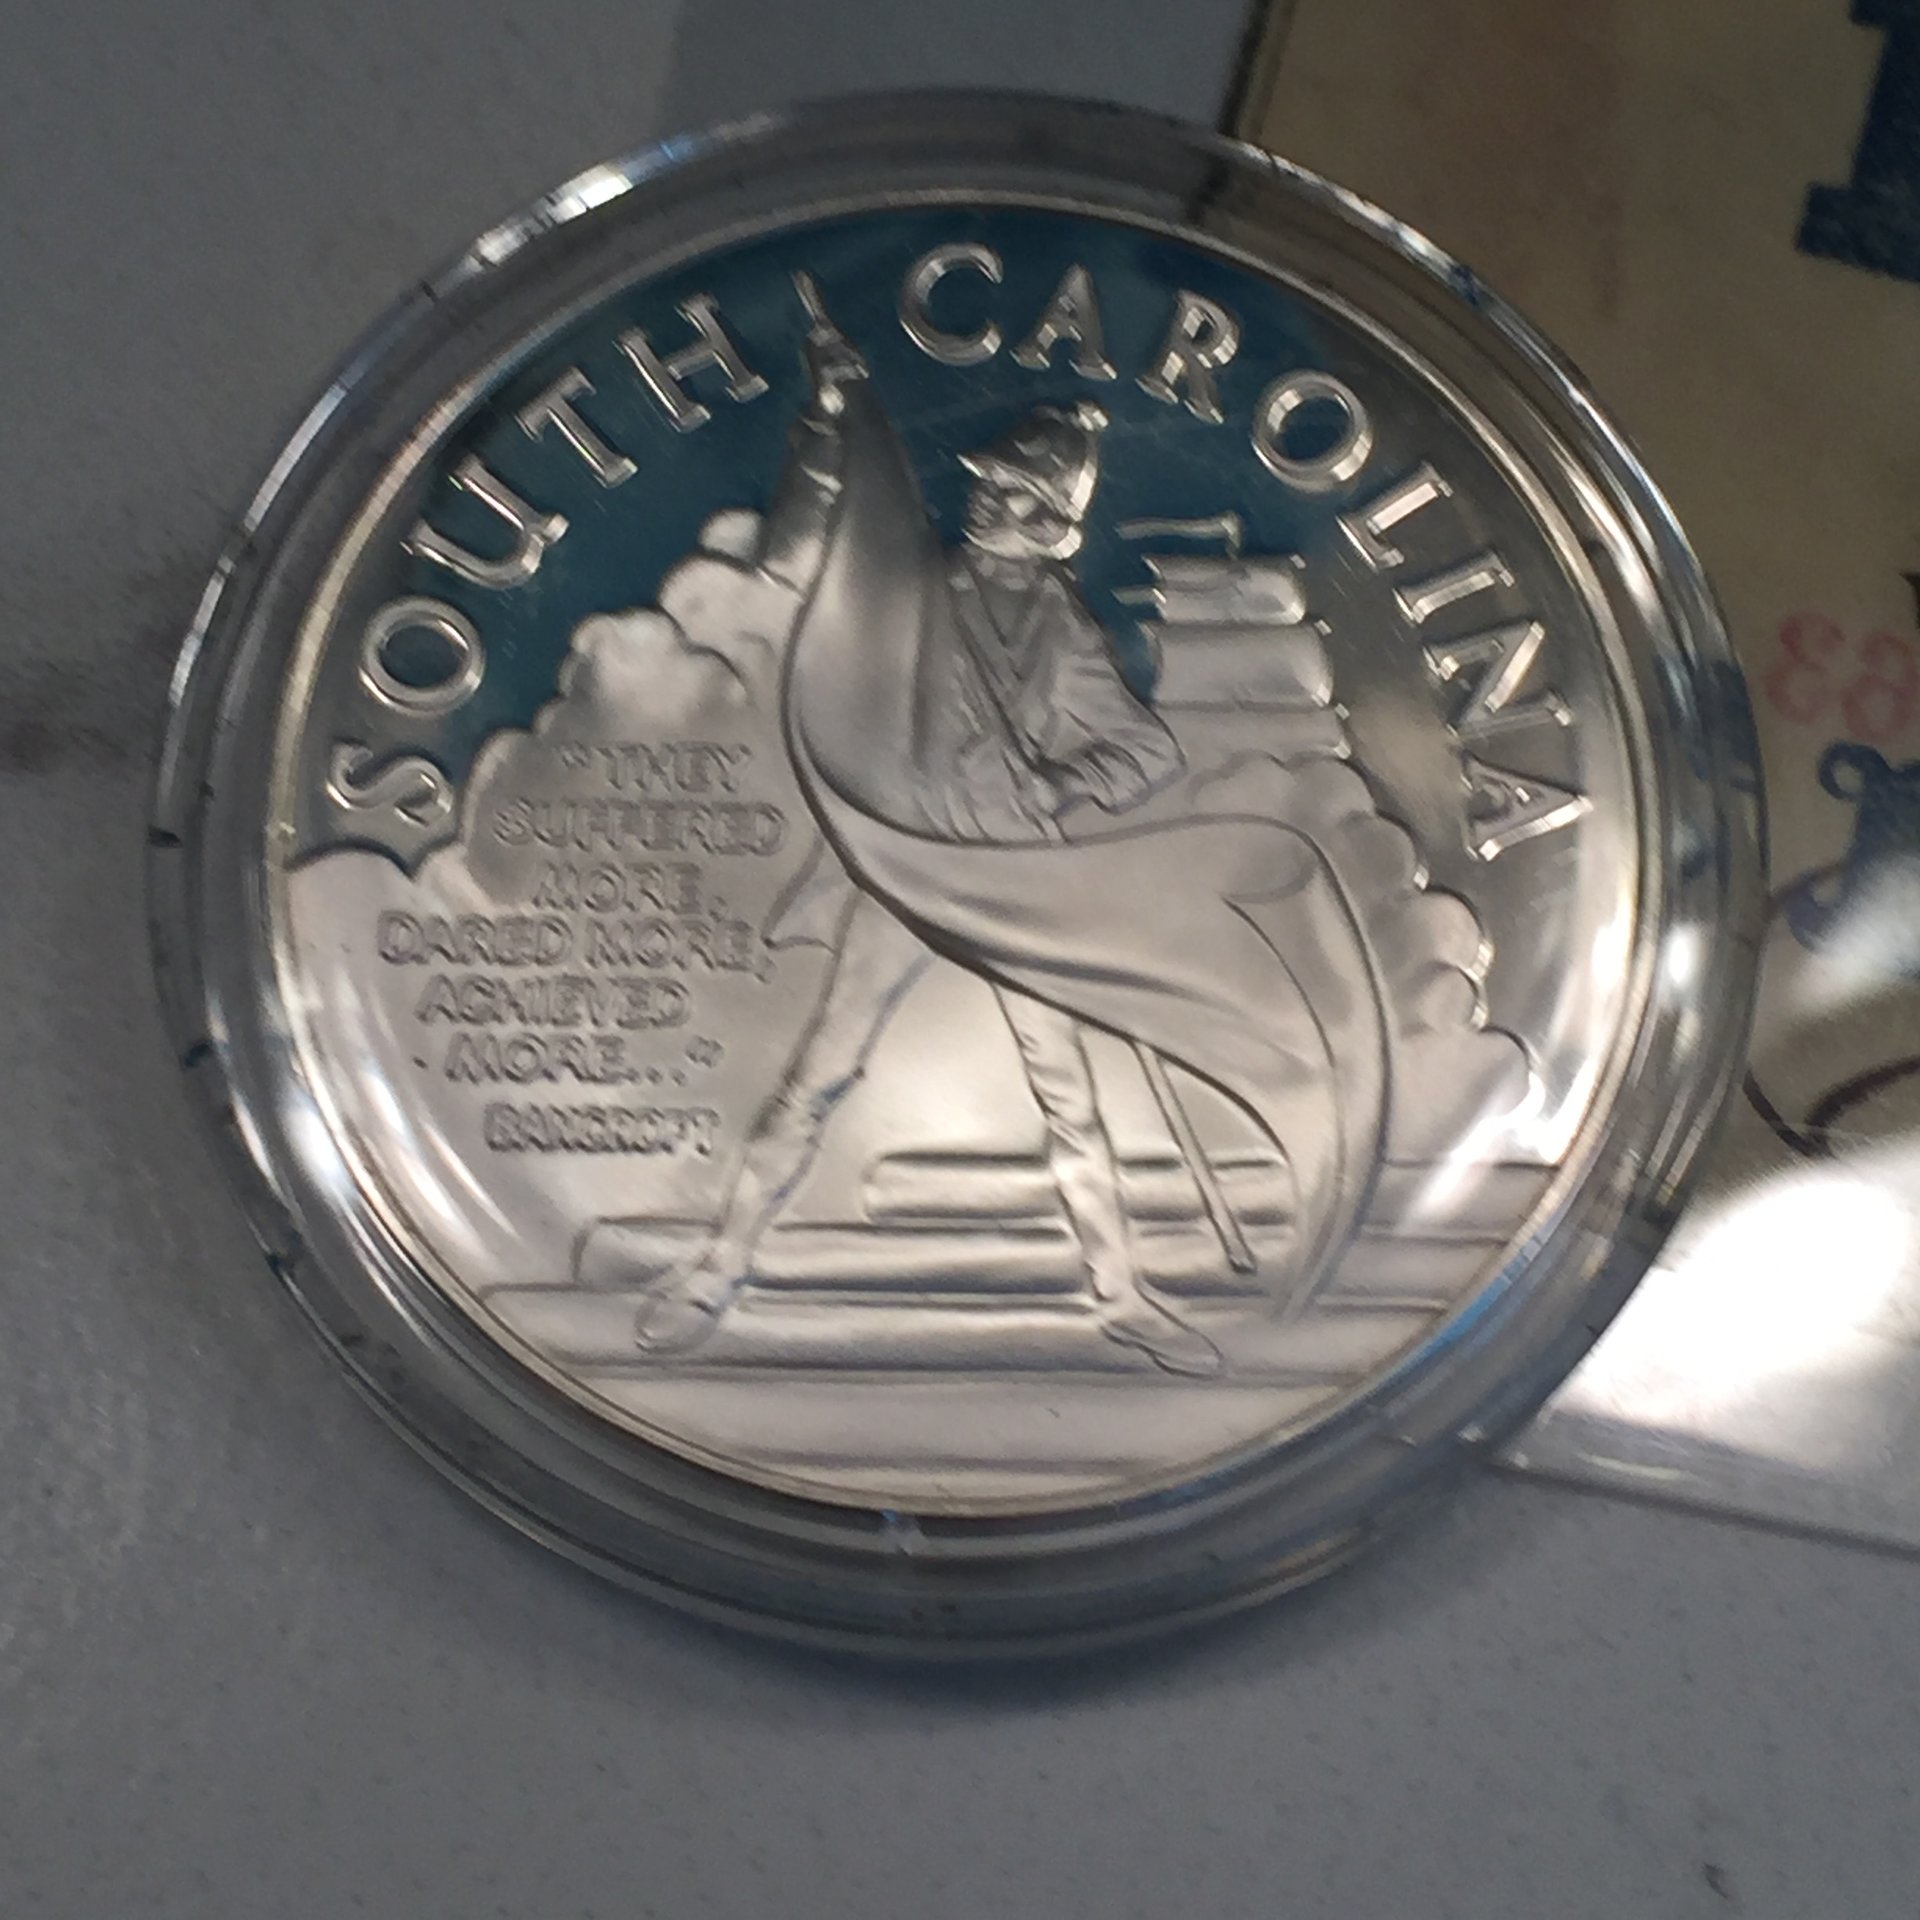 SOUTH CAROLINA
"THEY
SUFFERED
MORE,
DARED MORE,
ACHIEVED
MORE..."
BANCROFT